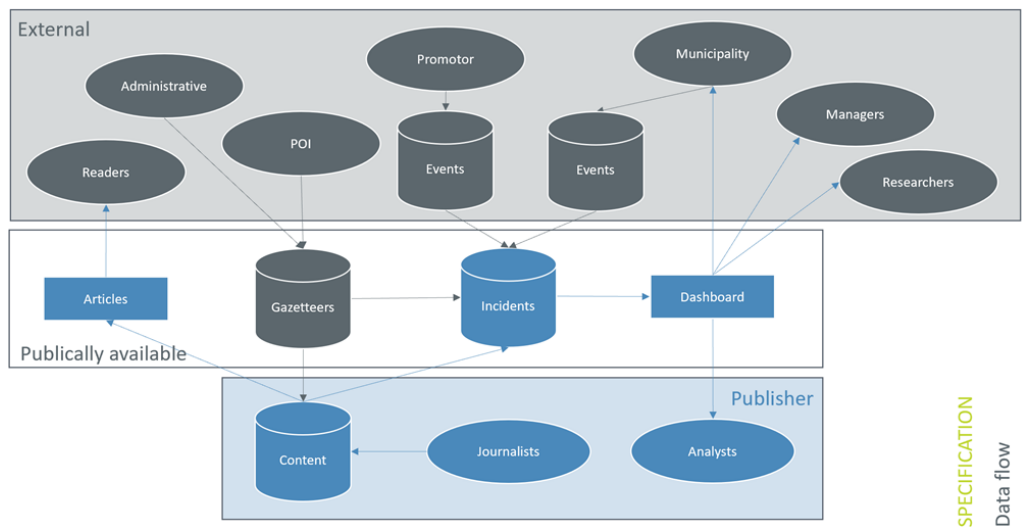 External
Promotor
Municipality
Administrative
Managers
POI
Readers
Events
Events
Researchers
Articles
Gazetteers
Incidents
Dashboard
Publically available
Publisher
Content
Journalists
Analysts
SPECIFICATION
Data flow